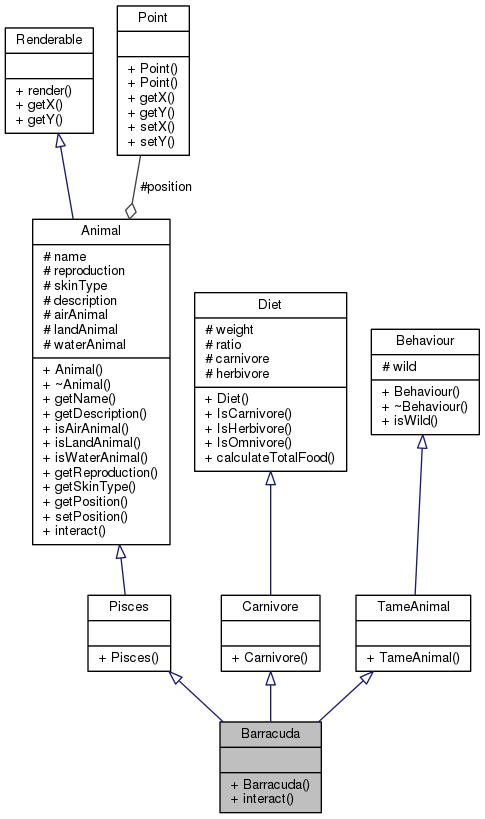 Renderable
+ render()
+ getX()
+ getY()
Point
+ Point()
+ Point()
+ getX()
+ getY()
+ setX()
+ setY()
#position
Animal
# name
# reproduction
# skinType
# description
# airAnimal
# landAnimal
# waterAnimal
+ Animal()
+ ~Animal()
+ getName()
+ getDescription()
+ isAirAnimal()
+ isLandAnimal()
+ isWaterAnimal()
+ getReproduction()
+ getSkinType()
+ getPosition()
+ setPosition()
+ interact()
Diet
# weight
# ratio
# carnivore
# herbivore
+ Diet()
+ IsCarnivore()
+ IsHerbivore()
+ IsOmnivore()
+ calculateTotalFood()
Behaviour
# wild
+ Behaviour()
+ ~Behaviour()
+ isWild()
Pisces
+ Pisces()
Carnivore
+ Carnivore()
TameAnimal
+ TameAnimal()
Barracuda
+ Barracuda()
+ interact()